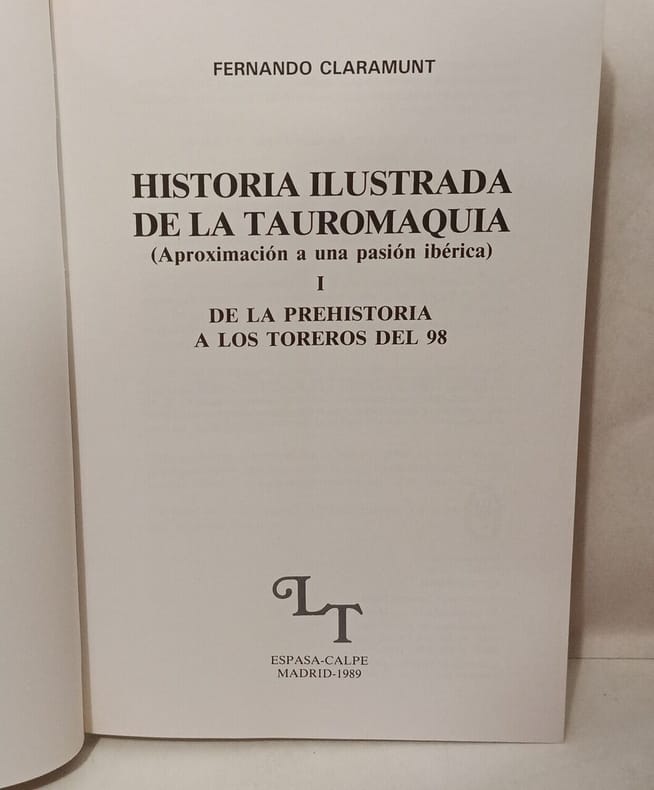 FERNANDO CLARAMUNT
HISTORIA ILUSTRADA
DE LA TAUROMAQUIA
(Aproximación a una pasión ibérica)
I
DE LA PREHISTORIA
A LOS TOREROS DEL 98
LT
ESPASA-CALPE
MADRID-1989